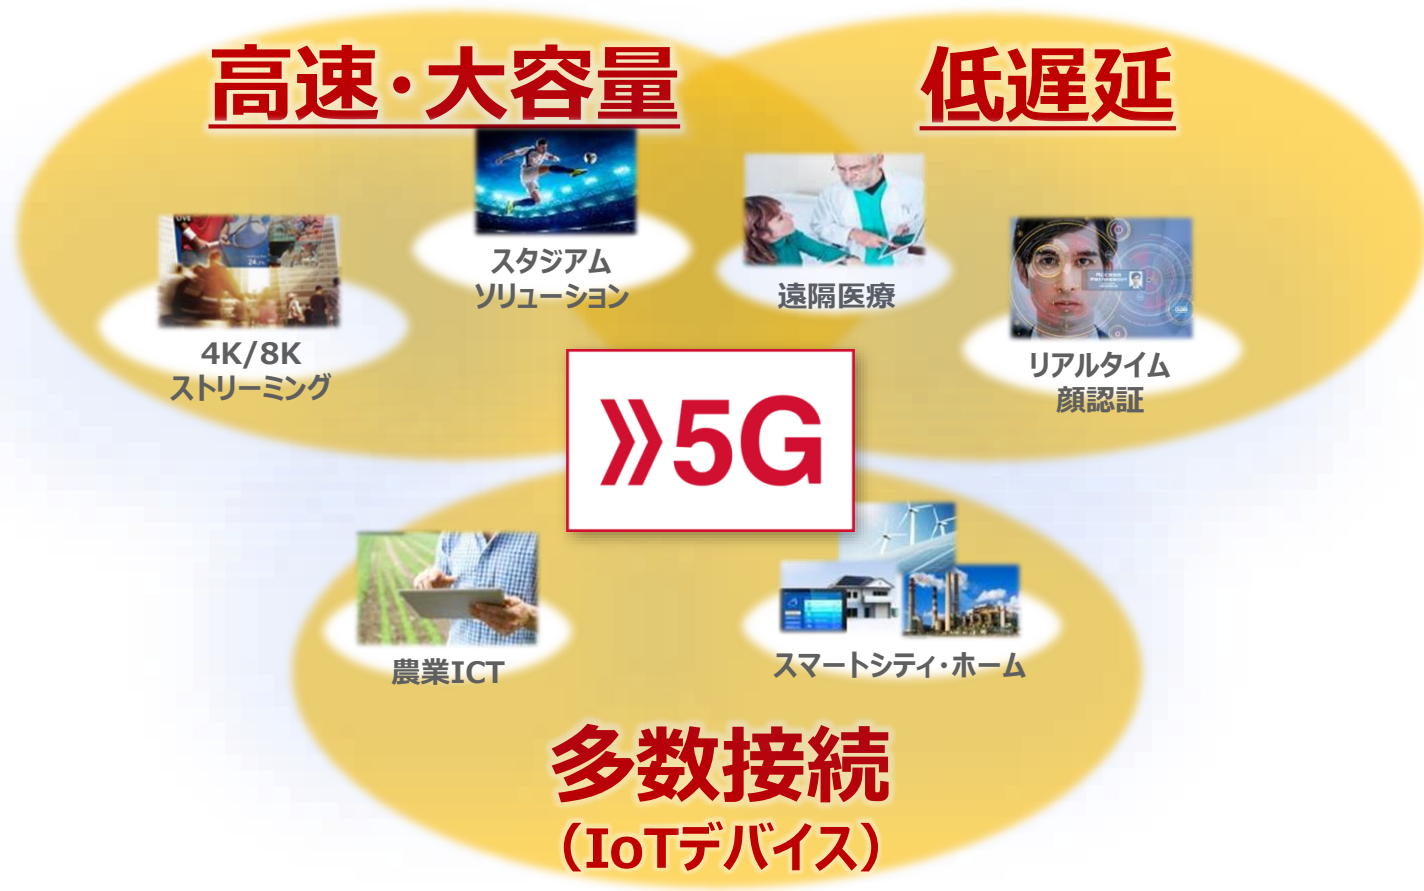 高速・大容量
低遅延
スタジアム
ソリューション
遠隔医療
4K/8K
ストリーミング
リアルタイム
顔認証
5G
農業ICT
スマートシティ・ホーム
多数接続
（IoTデバイス）